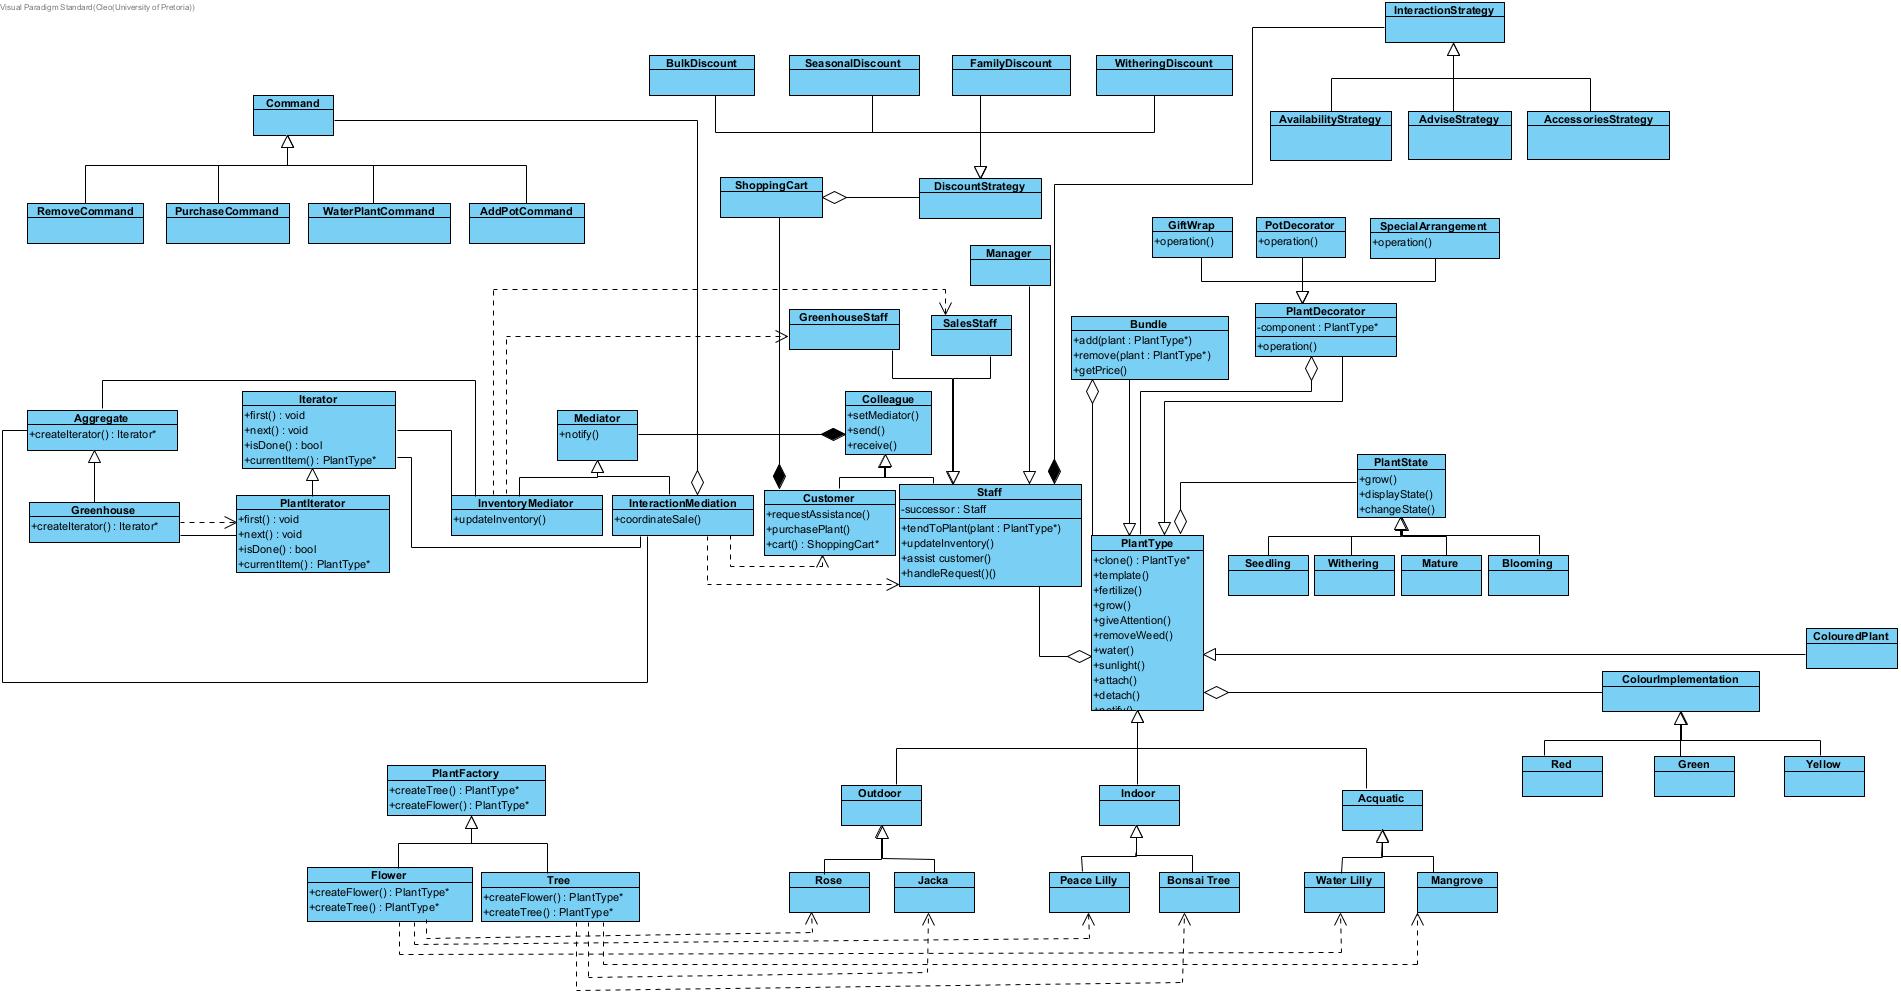 Visual Paradigm Standard(Cleo(University of Pretoria))
InteractionStrategy
BulkDiscount
SeasonalDiscount
FamilyDiscount
WitheringDiscount
Command
AvailabilityStrategy
AdviseStrategy
AccessoriesStrategy
ShoppingCart
DiscountStrategy
RemoveCommand
PurchaseCommand
WaterPlantCommand
AddPotCommand
GiftWrap
+operation()
PotDecorator
+operation()
SpecialArrangement
+operation()
Manager
GreenhouseStaff
SalesStaff
Bundle
+add(plant : PlantType*)
+remove(plant : PlantType*)
+getPrice()
PlantDecorator
-component : PlantType*
+operation()
Aggregate
+createIterator() : Iterator*
Iterator
+first() : void
+next() : void
+isDone() : bool
+currentItem() : PlantType*
Mediator
+notify()
Colleague
+setMediator()
+send()
+receive()
PlantState
+grow()
+displayState()
+changeState()
Greenhouse
+createIterator() : Iterator*
PlantIterator
+first() : void
+next() : void
+isDone() : bool
+currentItem() : PlantType*
InventoryMediator
+updateInventory()
InteractionMediation
+coordinateSale()
Customer
+requestAssistance()
+purchasePlant()
+cart() : ShoppingCart*
Staff
-successor : Staff
+tendToPlant(plant : PlantType*)
+updateInventory()
+assist customer()
+handleRequest()()
PlantType
+clone() : PlantTye*
+template()
+fertilize()
+grow()
+giveAttention()
+removeWeed()
+water()
+sunlight()
+attach()
+detach()
+notify()
Seedling
Withering
Mature
Blooming
ColouredPlant
ColourImplementation
Red
Green
Yellow
PlantFactory
+createTree() : PlantType*
+createFlower() : PlantType*
Outdoor
Indoor
Acquatic
Flower
+createFlower() : PlantType*
+createTree() : PlantType*
Tree
+createFlower() : PlantType*
+createTree() : PlantType*
Rose
Jacka
Peace Lilly
Bonsai Tree
Water Lilly
Mangrove